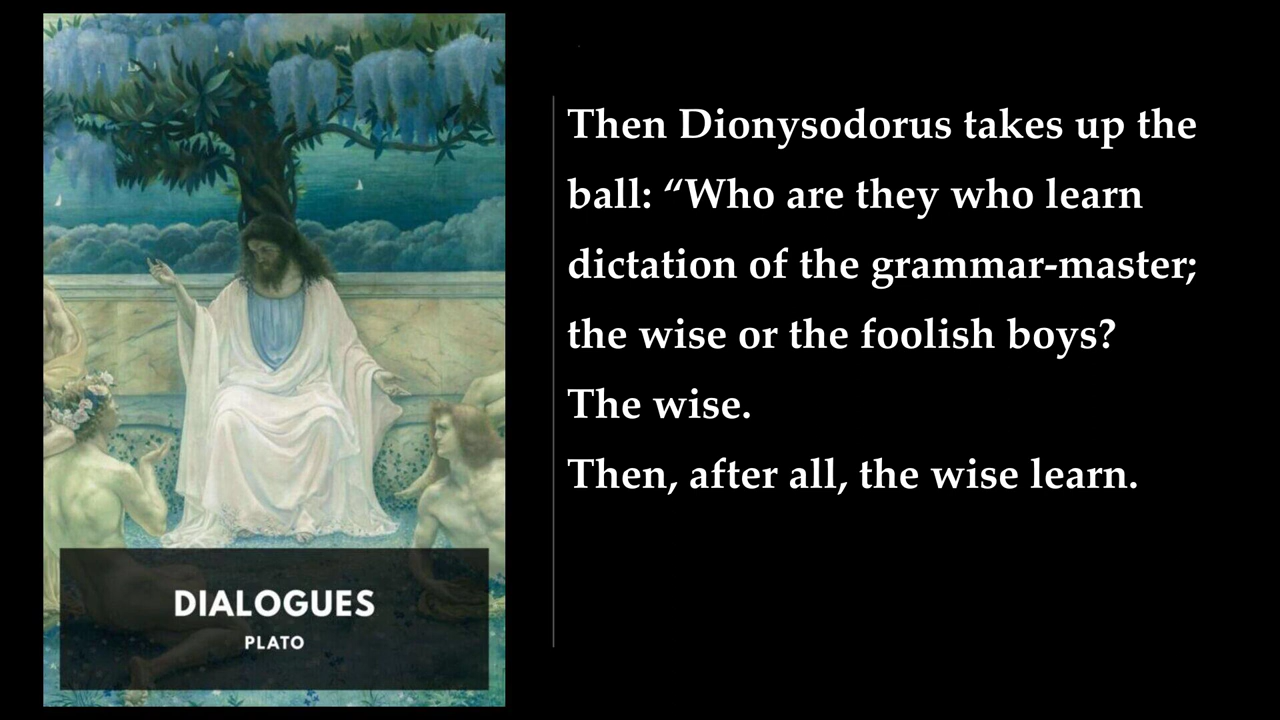 DIALOGUES
PLATO
Then Dionysodorus takes up the
ball: “Who are they who learn
dictation of the grammar-master;
the wise or the foolish boys?
The wise.
Then, after all, the wise learn.